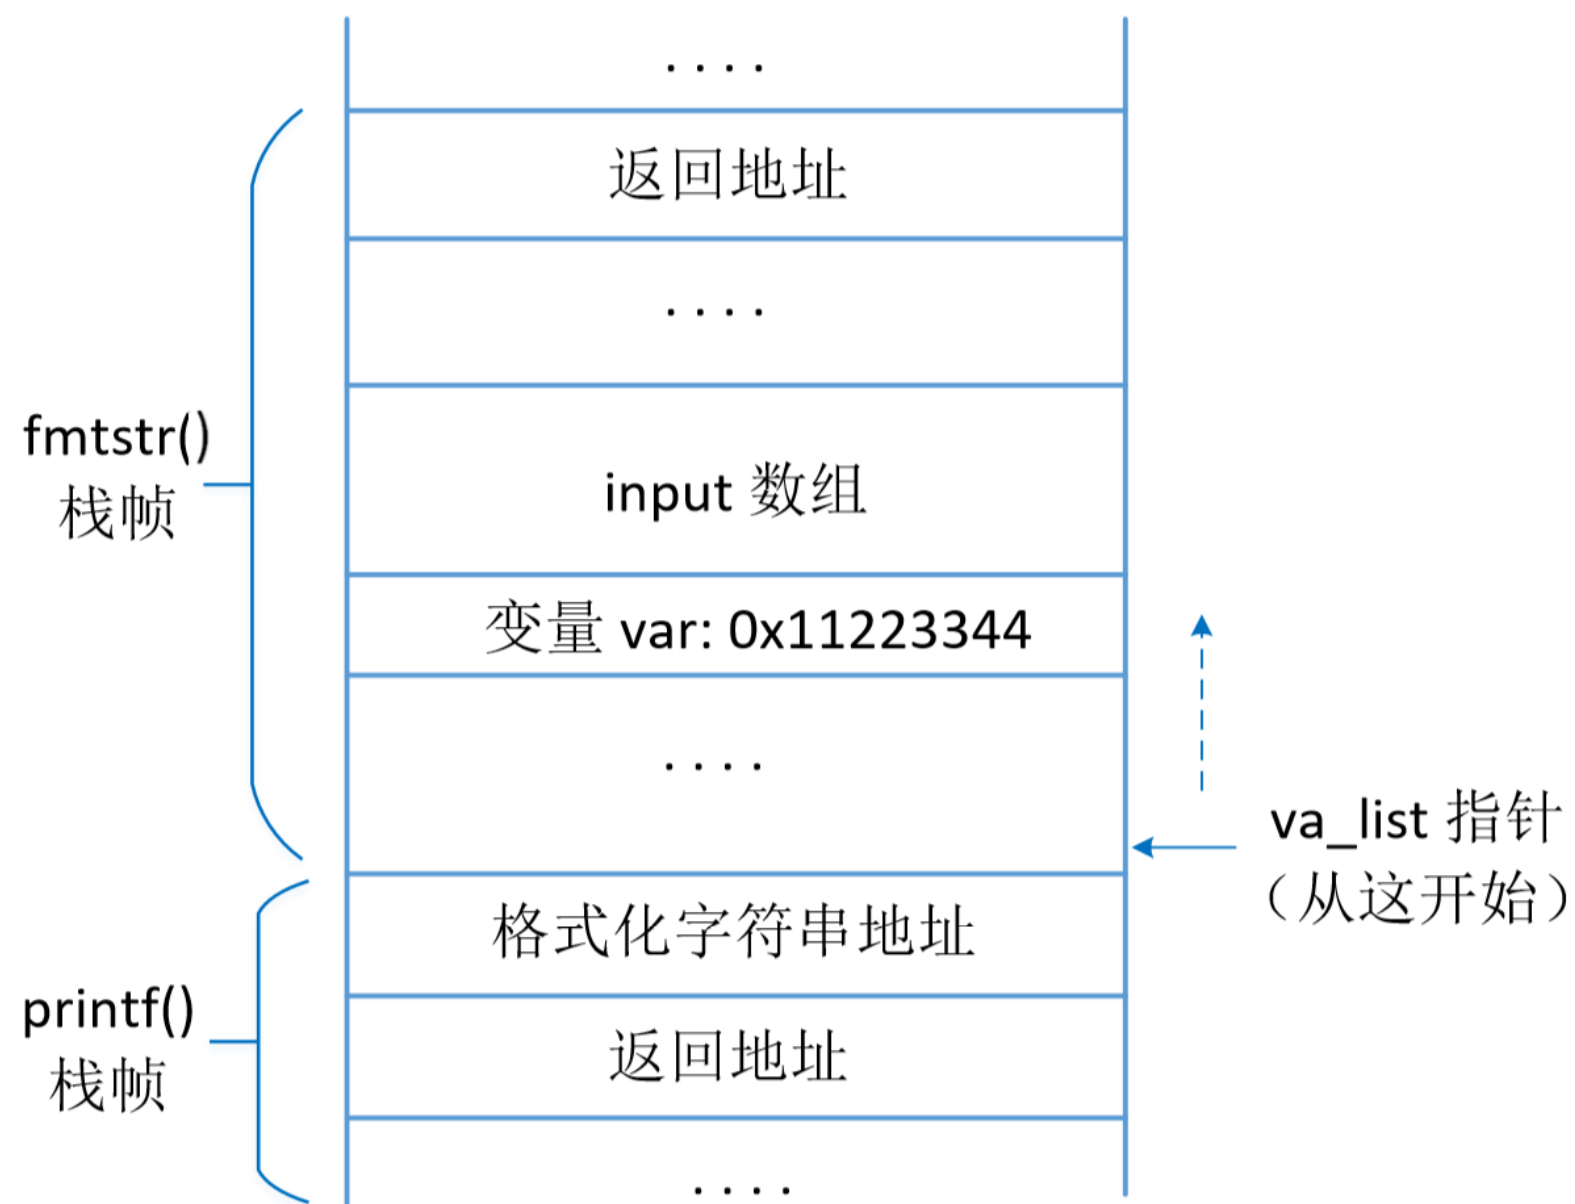 ....
返回地址
....
fmtstr()
栈帧
input 数组
变量 var: 0x11223344
....
va_list 指针
（从这开始）
格式化字符串地址
printf()
栈帧
返回地址
....